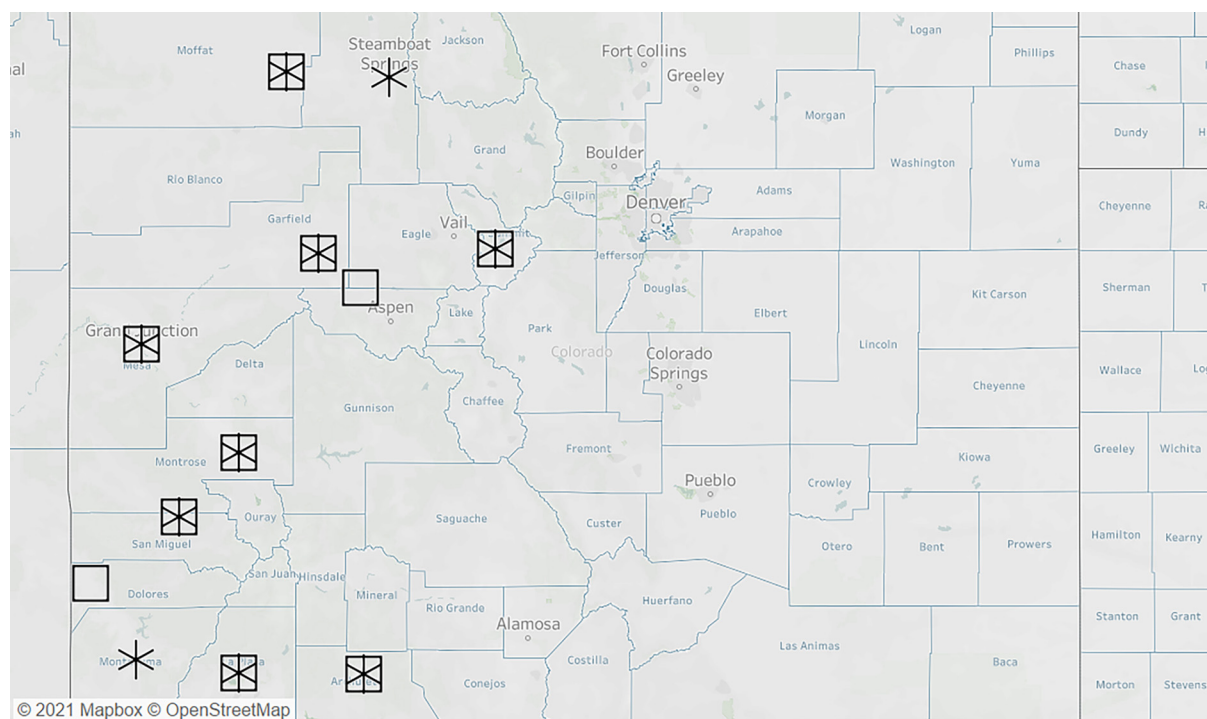 Moffat
Steamboat
Springs
Jackson
Fort Collins
Greeley
Logan
Phillips
Chase
Morgan
Grand
Boulder
Washington
Yuma
Dundy
Rio Blanco
Gilpin
Adams
Denver
Arapahoe
Cheyenne
Garfield
Eagle
Vail
Jefferson
Douglas
Elbert
Kit Carson
Sherman
Aspen
Lake
Park
Colorado
Lincoln
Colorado
Springs
Mesa
Delta
Gunnison
Chaffee
Cheyenne
Wallace
Montrose
Fremont
Kiowa
Greeley
Wichita
Crowley
Pueblo
Pueblo
Ouray
Saguache
Custer
San Miguel
Otero
Bent
Prowers
Hamilton
Kearny
San Juan
Hinsdale
Dolores
Mineral
Rio Grande
Huerfano
Alamosa
Stanton
Grant
Las Animas
Costilla
Conejos
Baca
Morton
Stevens
© 2021 Mapbox © OpenStreetMap